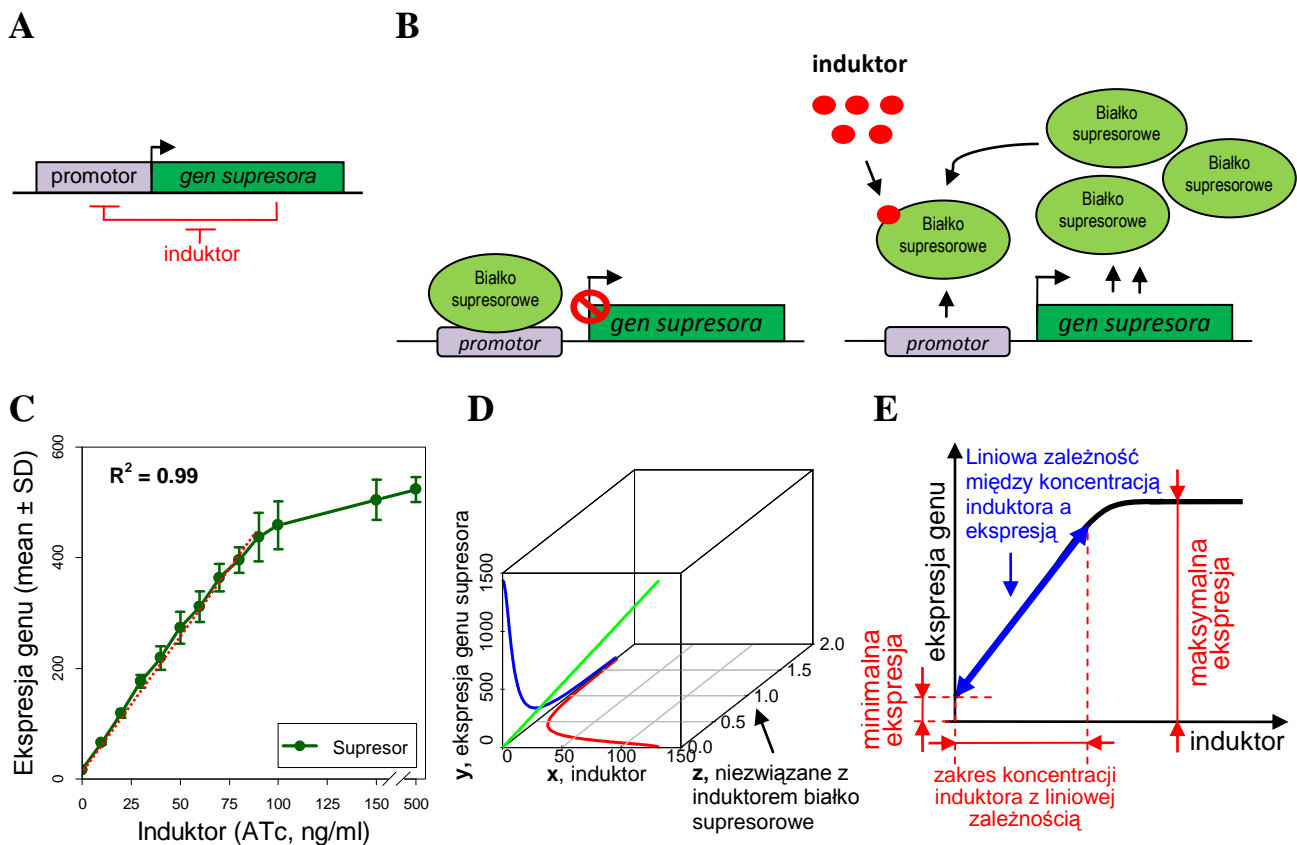 A
promotor
gen supresora
induktor
B
induktor
Białko
supresorowe
gen supresora
promotor
Białko
supresorowe
Białko
supresorowe
Białko
supresorowe
Białko
supresorowe
promotor
gen supresora
C
Ekspresja genu (mean ± SD)
600
400
200
0
R² = 0.99
Supresor
0
25
50
75
100
150
500
Induktor (ATc, ng/ml)
D
y, ekspresja genu supresora
1500
1000
500
0
0
50
100
150
x, induktor
0.0
0.5
1.0
1.5
2.0
z, niezwiązane z
induktorem białko
supresorowe
E
ekspresja genu
Liniowa zależność
między koncentracją
induktora a
ekspresją
minimalna
ekspresja
maksymalna
ekspresja
induktor
zakres koncentracji
induktora z liniowej
zależnością